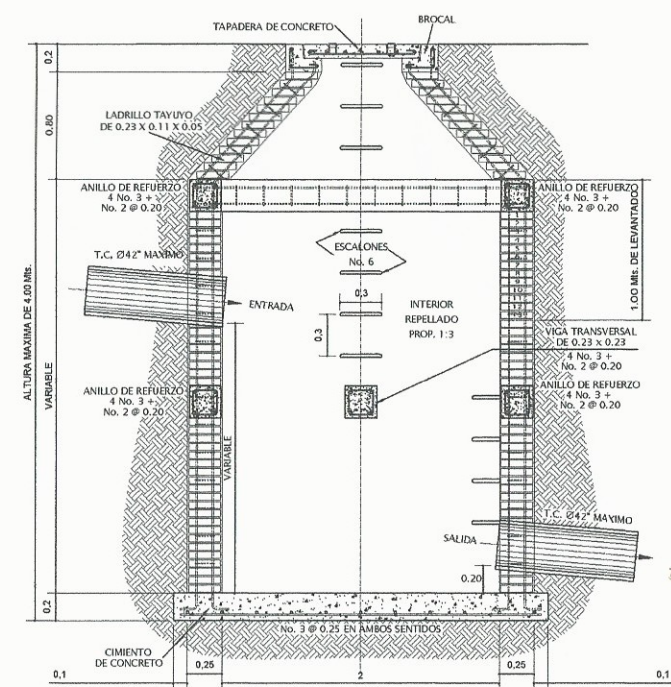 TAPADERA DE CONCRETO
BROCAL
0.2
0.80
LADRILLO TAYUYO
DE 0.23 X 0.11 X 0.05
ANILLO DE REFUERZO
4 No. 3 +
No. 2 @ 0.20
ANILLO DE REFUERZO
4 No. 3 +
No. 2 @ 0.20
1.00 Mts. DE LEVANTADO
ESCALONES
No. 6
T.C. Ø42" MAXIMO
ENTRADA
0,3
0,3
INTERIOR
REPELLADO
PROP. 1:3
VIGA TRANSVERSAL
DE 0.23 x 0.23
4 No. 3 +
No. 2 @ 0.20
ALTURA MAXIMA DE 4.00 Mts.
VARIABLE
ANILLO DE REFUERZO
4 No. 3 +
No. 2 @ 0.20
ANILLO DE REFUERZO
4 No. 3 +
No. 2 @ 0.20
VARIABLE
T.C. Ø42" MAXIMO
SALIDA
0.20
0.2
No. 3 @ 0.25 EN AMBOS SENTIDOS
CIMIENTO
DE CONCRETO
0,1
0,25
2
0,25
0,1